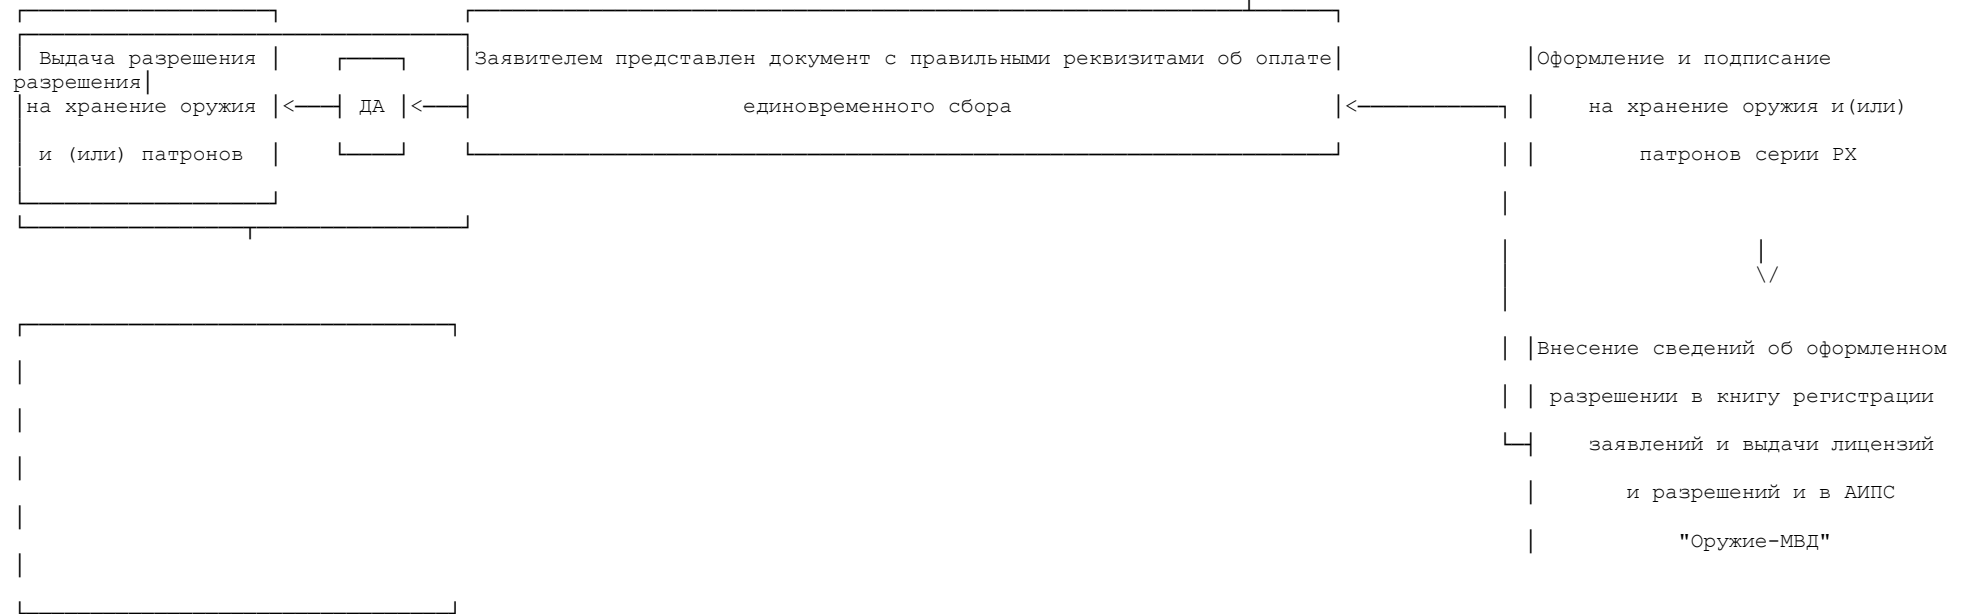 Выдача разрешения Заявителем представлен документ с правильными реквизитами об оплате Оформление и подписание
разрешения
на хранение оружия <— ДА <— единовременного сбора <— на хранение оружия и(или)
и (или) патронов патронов серии РХ
\/
Внесение сведений об оформленном
разрешении в книгу регистрации
заявлений и выдачи лицензий
и разрешений и в АИПС
"Оружие-МВД"